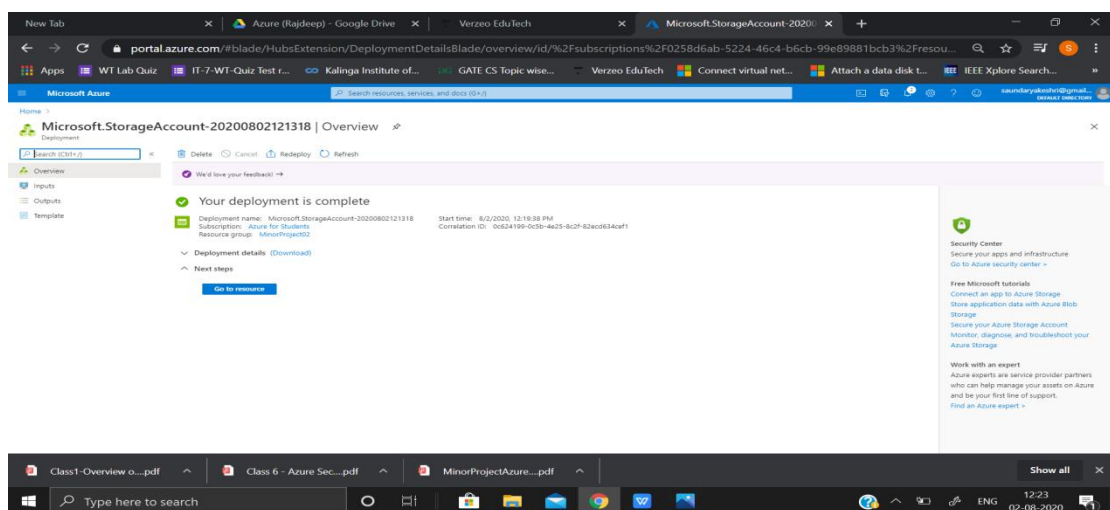 New Tab
Azure (Rajdeep) - Google Drive
Verzeo EduTech
Microsoft.StorageAccount-20200
portal.azure.com/#blade/HubsExtension/DeploymentDetailsBlade/overview/id/%2Fsubscriptions%2F0258d6ab-5224-46c4-b6cb-99e89881bcb3%2Fresou...
S
Apps
WT Lab Quiz
IT-7-WT-Quiz Test r...
Kalinga Institute of...
GATE CS Topic wise...
Verzeo EduTech
Connect virtual net...
Attach a data disk t...
IEEE
IEEE Xplore Search...
»
Microsoft Azure
Search resources, services, and docs (G+/)
saundaryakeshri@gmail...
DEFAULT DIRECTORY
Home >
Microsoft.StorageAccount-20200802121318 | Overview
Deployment
Search (Ctrl+/)
«
Delete
Cancel
Redeploy
Refresh
Overview
Inputs
Outputs
Template
We'd love your feedback! →
Your deployment is complete
Deployment name: Microsoft.StorageAccount-20200802121318
Subscription: Azure for Students
Resource group: MinorProject02
Start time: 8/2/2020, 12:19:38 PM
Correlation ID: 0c624199-0c5b-4e25-8c2f-82ecd634cef1
Deployment details (Download)
Next steps
Go to resource
Security Center
Secure your apps and infrastructure
Go to Azure security center >
Free Microsoft tutorials
Connect an app to Azure Storage
Store application data with Azure Blob
Storage
Secure your Azure Storage Account
Monitor, diagnose, and troubleshoot your
Azure Storage
Work with an expert
Azure experts are service provider partners
who can help manage your assets on Azure
and be your first line of support.
Find an Azure expert >
Class1-Overview o....pdf
Class 6 - Azure Sec....pdf
MinorProjectAzure....pdf
Show all
Type here to search
ENG
12:23
02-08-2020